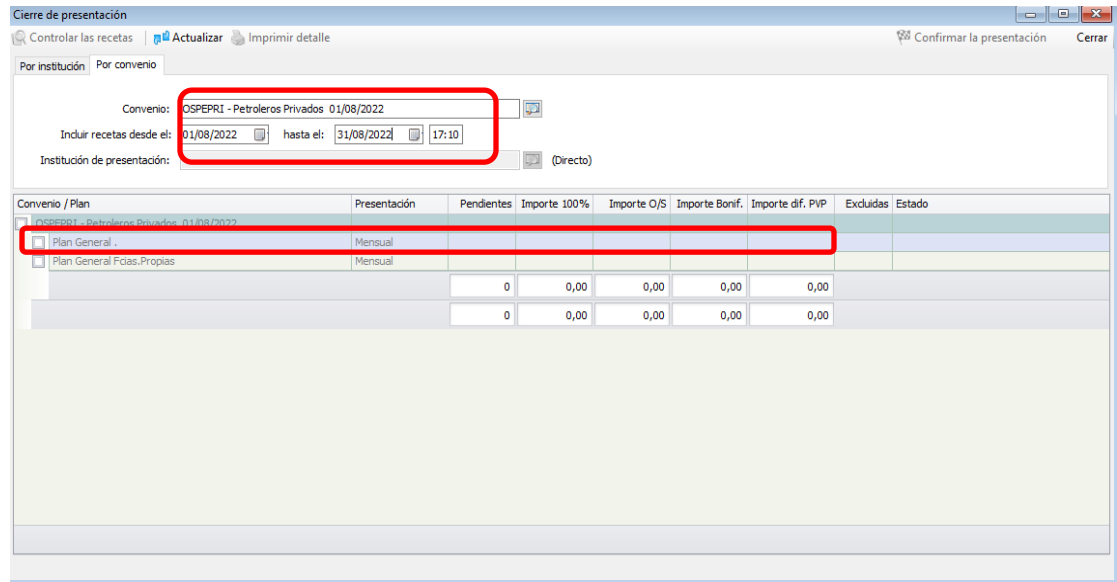 Cierre de presentación
Controlar las recetas Actualizar Imprimir detalle Confirmar la presentación Cerrar
Por institución Por convenio
Convenio: OSPEPRI - Petroleros Privados 01/08/2022
Incluir recetas desde el: 01/08/2022 hasta el: 31/08/2022 17:10
Institución de presentación: (Directo)
Convenio / Plan Presentación Pendientes Importe 100% Importe O/S Importe Bonif. Importe dif. PVP Excluidas Estado
OSPEPRI - Petroleros Privados 01/08/2022
Plan General . Mensual
Plan General Fcias.Propias Mensual
0 0,00 0,00 0,00 0,00
0 0,00 0,00 0,00 0,00